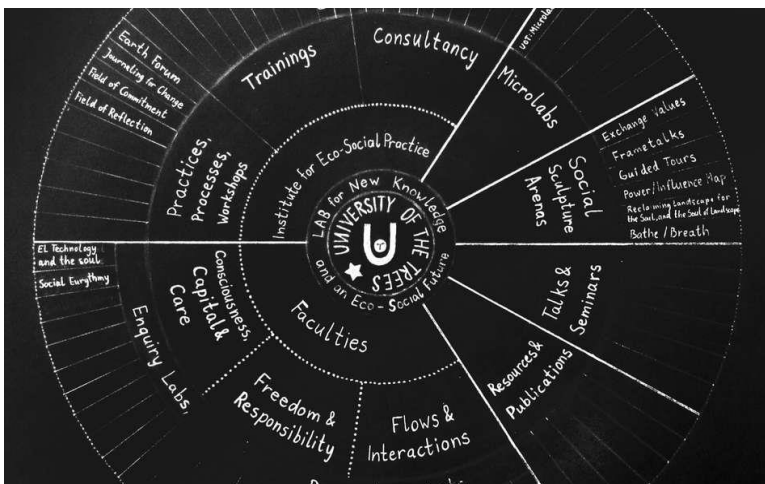 UNIVERSITY OF THE TREES
U
LAB for New Knowledge
and an Eco-Social Future
Institute for Eco-Social Practice
Trainings
Consultancy
Practices,
Processes,
Workshops
Earth Forum
Journaling for Change
Field of Commitment
Field of Reflection
Microlabs
Social
Sculpture
Arenas
Exchange Values
Frametalks
Guided Tours
Power/Influence Map
Reclaiming Landscape for
the Soul, and the Soul of Landscape
Bathe/Breath
Talks &
Seminars
Resources &
Publications
Faculties
Consciousness,
Capital &
Care
Freedom &
Responsibility
Flows &
Interactions
Enquiry Labs,
EL Technology
and the soul
Social Eurythmy